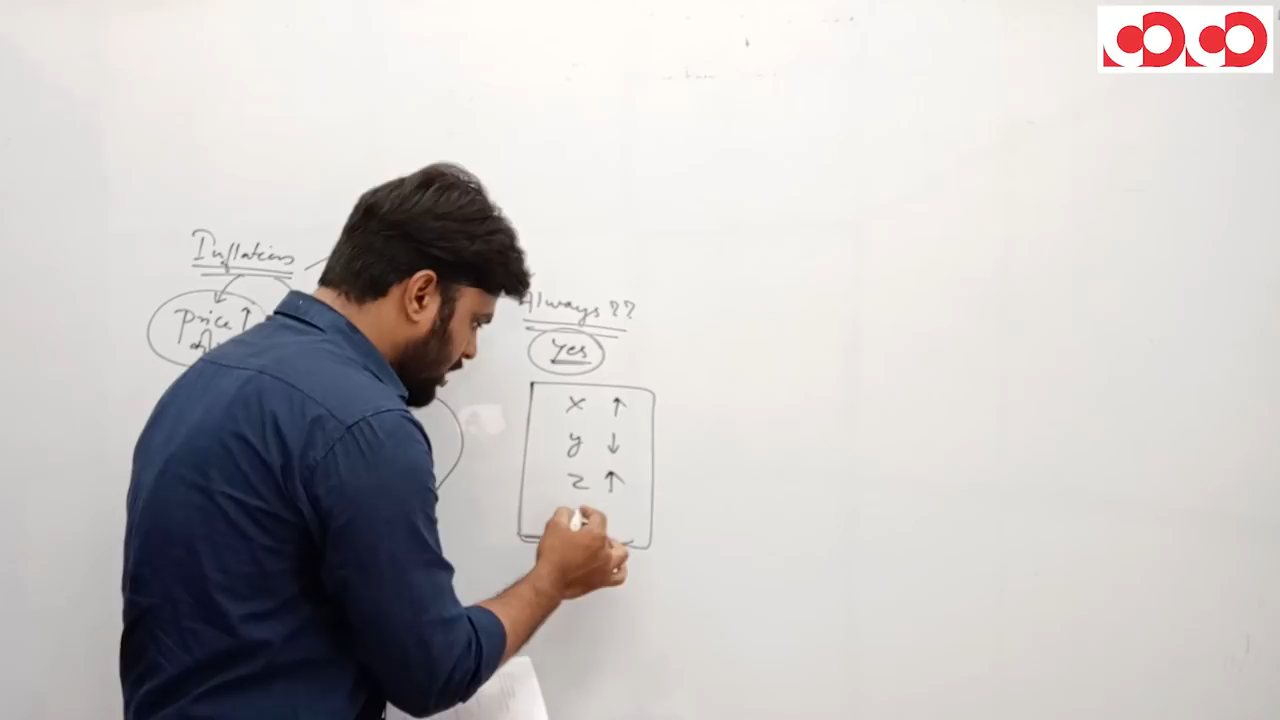 Inflation
Price ↑
Always ??
Yes
x ↑
y ↓
z ↑